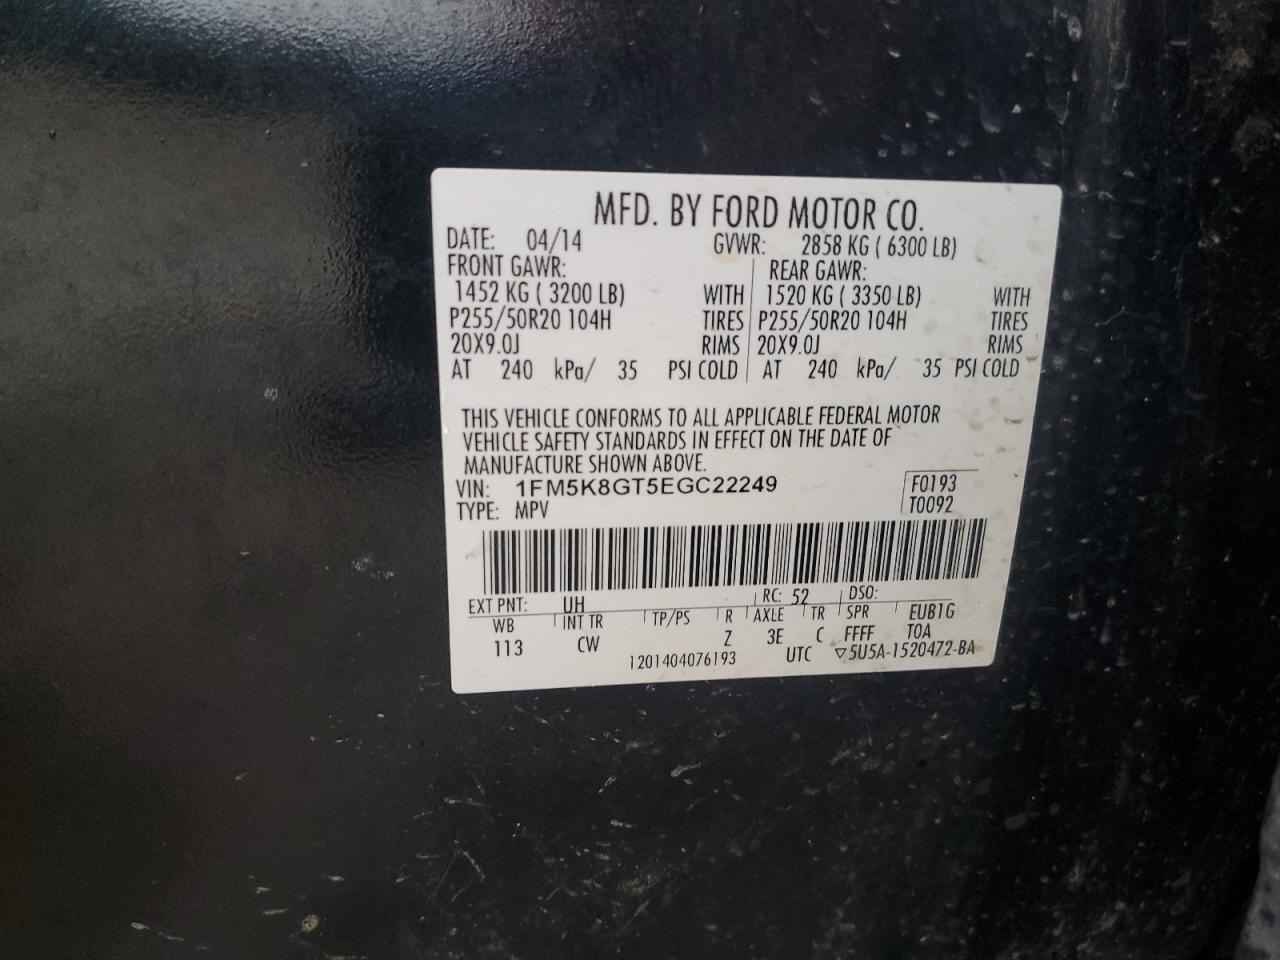 MFD. BY FORD MOTOR CO.
DATE: 04/14 GVWR: 2858 KG ( 6300 LB)
FRONT GAWR: REAR GAWR:
1452 KG ( 3200 LB) WITH 1520 KG ( 3350 LB) WITH
P255/50R20 104H TIRES P255/50R20 104H TIRES
20X9.0J RIMS 20X9.0J RIMS
AT 240 kPa/ 35 PSI COLD AT 240 kPa/ 35 PSI COLD
THIS VEHICLE CONFORMS TO ALL APPLICABLE FEDERAL MOTOR
VEHICLE SAFETY STANDARDS IN EFFECT ON THE DATE OF
MANUFACTURE SHOWN ABOVE.
VIN: 1FM5K8GT5EGC22249 F0193
TYPE: MPV T0092
EXT PNT: UH RC: 52 DSO:
WB INT TR TP/PS R AXLE TR SPR EUB1G
113 CW Z 3E C FFFF T0A
1201404076193 UTC ▽5U5A-1520472-BA